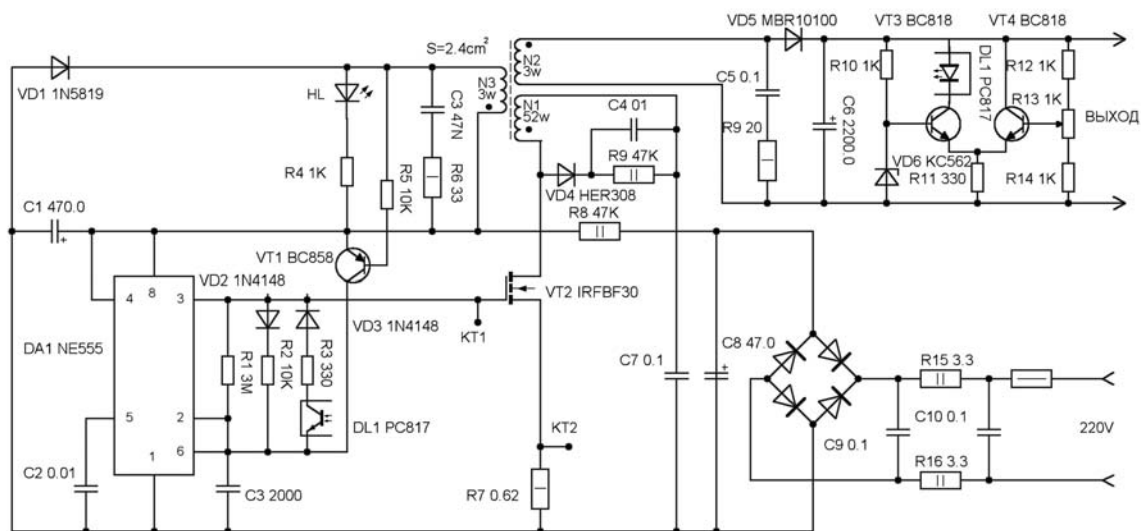 VD5 MBR10100
VT3 BC818
VT4 BC818
S=2.4cm²
N2
3w
N3
3w
N1
52w
VD1 1N5819
HL
C3 47N
R4 1K
R5 10K
R6 33
C4 01
R9 47K
VD4 HER308
R8 47K
C5 0.1
R9 20
+
C6 2200.0
R10 1K
DL1 PC817
R12 1K
R13 1K
ВЫХОД
VD6 KC562
R11 330
R14 1K
C1 470.0
+
VT1 BC858
VD2 1N4148
4
8
3
VT2 IRFBF30
VD3 1N4148
KT1
DA1 NE555
R1 3M
R2 10K
R3 330
C7 0.1
C8 47.0
+
R15 3.3
5
2
DL1 PC817
KT2
C10 0.1
220V
1
6
C9 0.1
C2 0.01
C3 2000
R7 0.62
R16 3.3